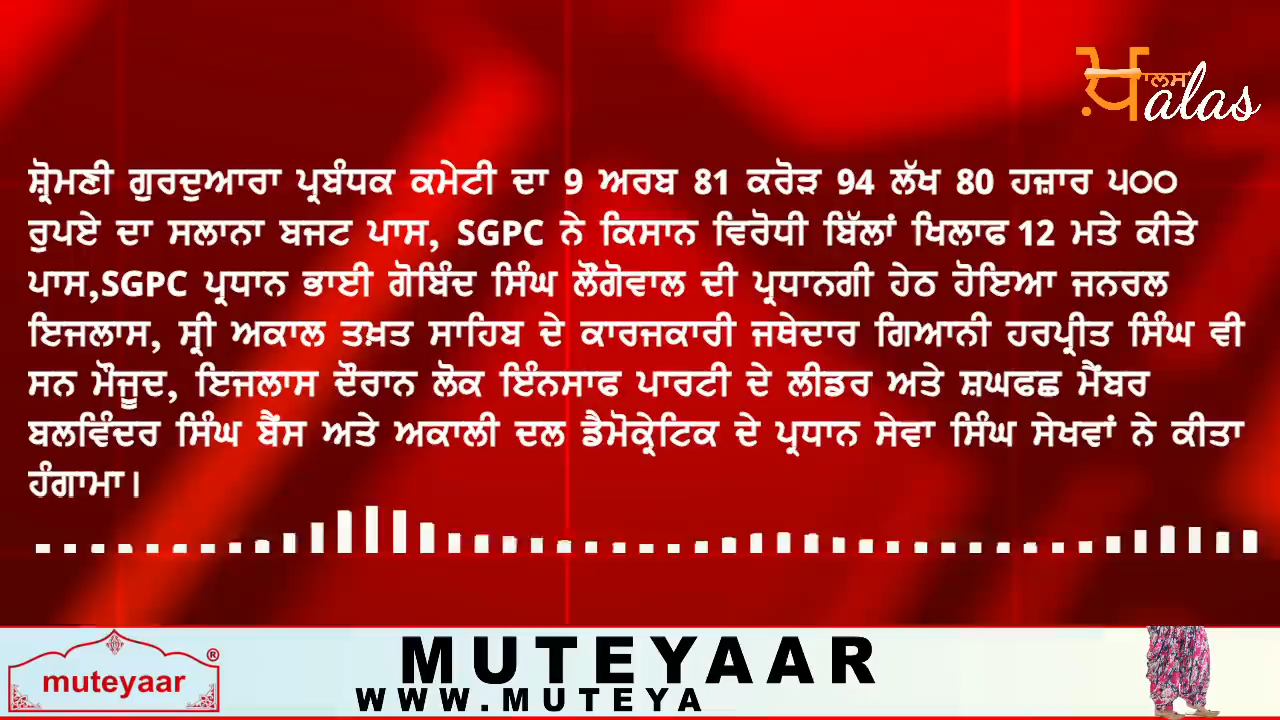 ਖ਼ਾਲਸ alas
ਸ਼੍ਰੋਮਣੀ ਗੁਰਦੁਆਰਾ ਪ੍ਰਬੰਧਕ ਕਮੇਟੀ ਦਾ 9 ਅਰਬ 81 ਕਰੋੜ 94 ਲੱਖ 80 ਹਜ਼ਾਰ ੫੦੦
ਰੁਪਏ ਦਾ ਸਲਾਨਾ ਬਜਟ ਪਾਸ, SGPC ਨੇ ਕਿਸਾਨ ਵਿਰੋਧੀ ਬਿੱਲਾਂ ਖਿਲਾਫ 12 ਮਤੇ ਕੀਤੇ
ਪਾਸ,SGPC ਪ੍ਰਧਾਨ ਭਾਈ ਗੋਬਿੰਦ ਸਿੰਘ ਲੌਂਗੋਵਾਲ ਦੀ ਪ੍ਰਧਾਨਗੀ ਹੇਠ ਹੋਇਆ ਜਨਰਲ
ਇਜਲਾਸ, ਸ੍ਰੀ ਅਕਾਲ ਤਖ਼ਤ ਸਾਹਿਬ ਦੇ ਕਾਰਜਕਾਰੀ ਜਥੇਦਾਰ ਗਿਆਨੀ ਹਰਪ੍ਰੀਤ ਸਿੰਘ ਵੀ
ਸਨ ਮੌਜੂਦ, ਇਜਲਾਸ ਦੌਰਾਨ ਲੋਕ ਇੰਨਸਾਫ ਪਾਰਟੀ ਦੇ ਲੀਡਰ ਅਤੇ ਸ਼ਘਫਛ ਮੈਂਬਰ
ਬਲਵਿੰਦਰ ਸਿੰਘ ਬੈਂਸ ਅਤੇ ਅਕਾਲੀ ਦਲ ਡੈਮੋਕ੍ਰੇਟਿਕ ਦੇ ਪ੍ਰਧਾਨ ਸੇਵਾ ਸਿੰਘ ਸੇਖਵਾਂ ਨੇ ਕੀਤਾ
ਹੰਗਾਮਾ।
muteyaar ®
MUTEYAAR
WWW.MUTEYA